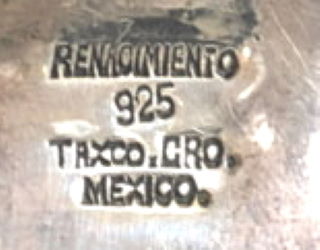 RENACIMIENTO
925
TAXCO.GRO.
MEXICO.